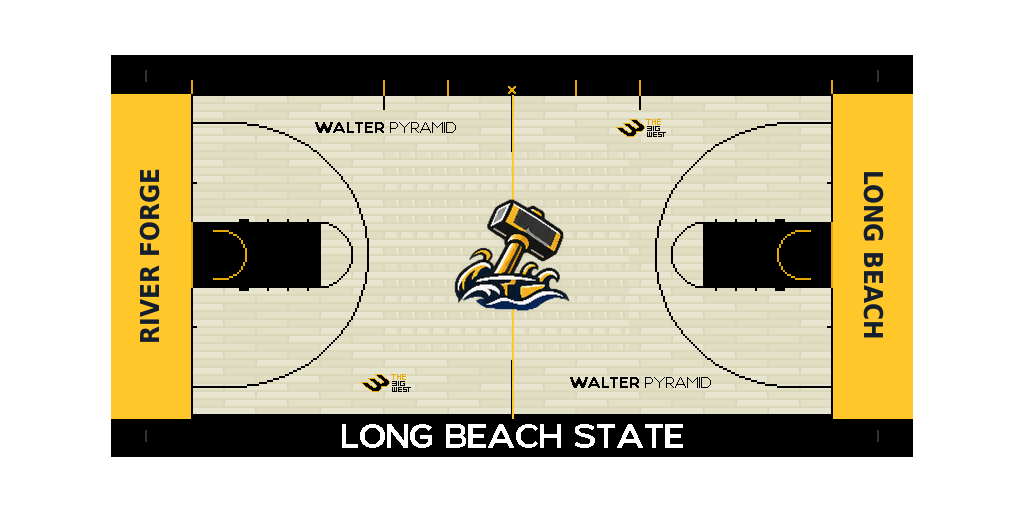 WALTER PYRAMID
THE
BIG
WEST
RIVER FORGE
LONG BEACH
THE
BIG
WEST
WALTER PYRAMID
LONG BEACH STATE